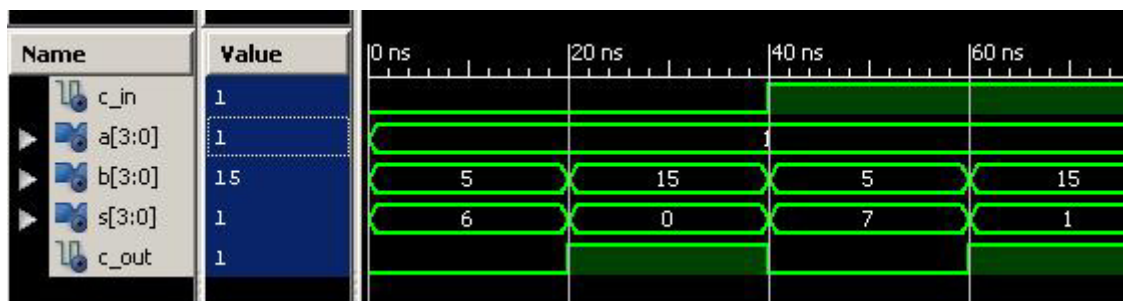 Name Value 0 ns 20 ns 40 ns 60 ns
c_in 1
a[3:0] 1 1
b[3:0] 15 5 15 5 15
s[3:0] 1 6 0 7 1
c_out 1